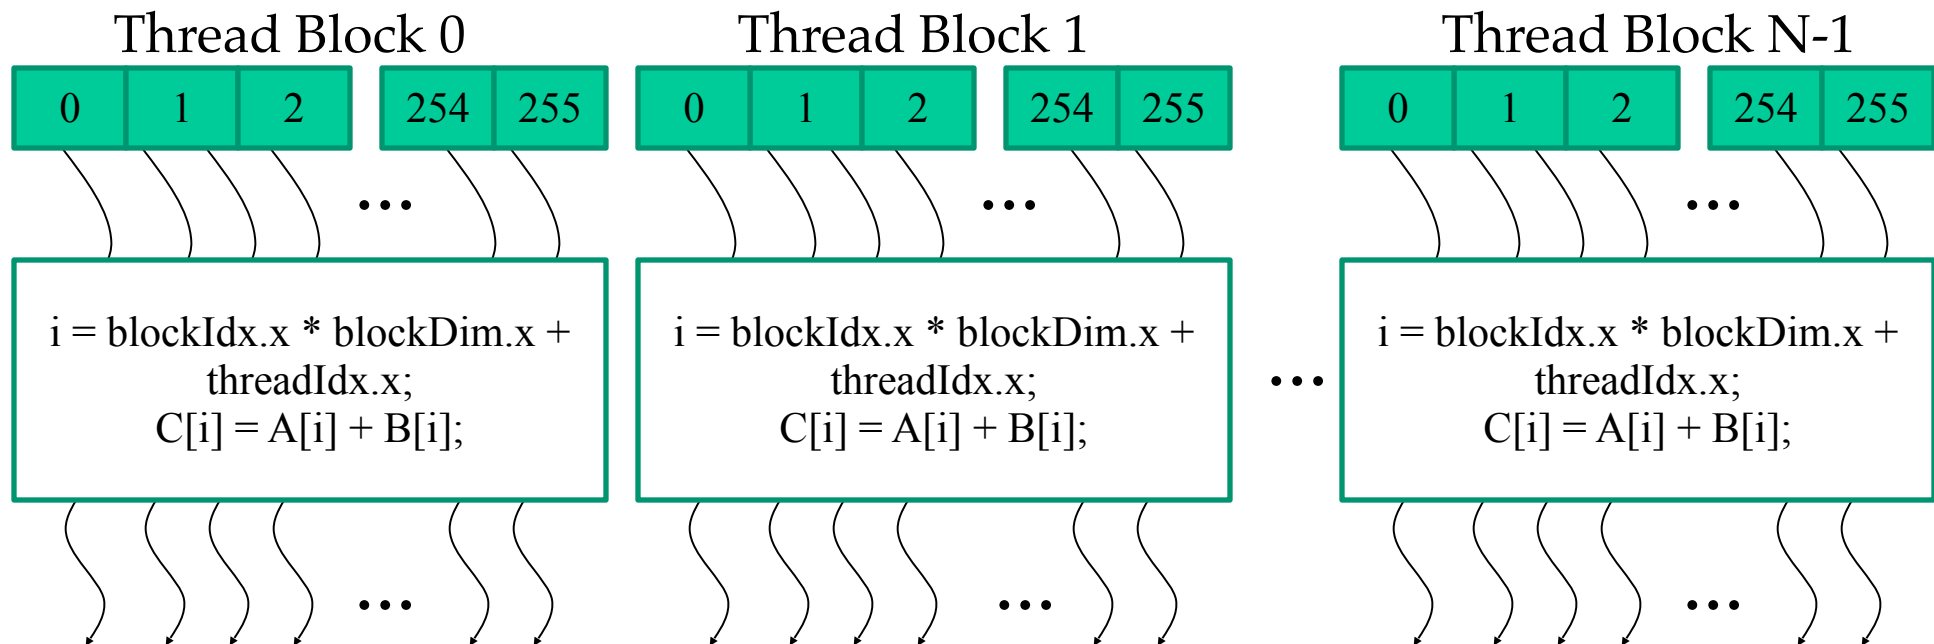 Thread Block 0
0 1 2 254 255
...
i = blockIdx.x * blockDim.x +
threadIdx.x;
C[i] = A[i] + B[i];
...
Thread Block 1
0 1 2 254 255
...
i = blockIdx.x * blockDim.x +
threadIdx.x;
C[i] = A[i] + B[i];
...
...
Thread Block N-1
0 1 2 254 255
...
i = blockIdx.x * blockDim.x +
threadIdx.x;
C[i] = A[i] + B[i];
...